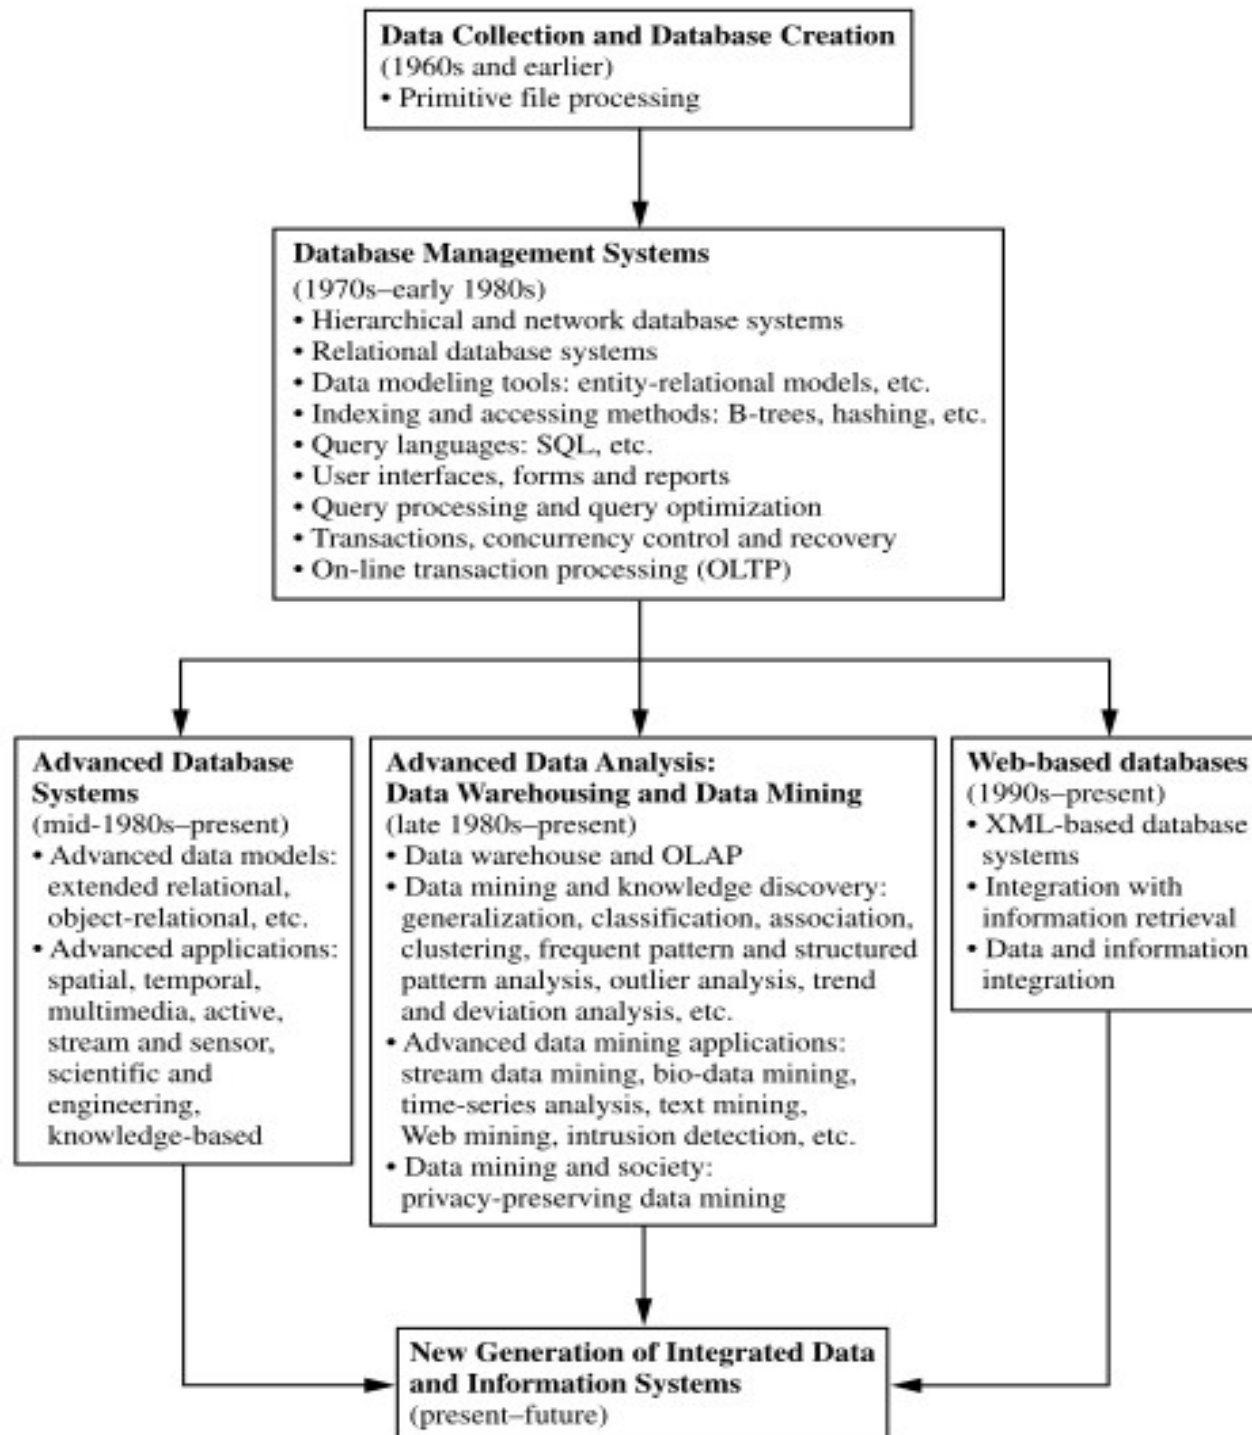 Data Collection and Database Creation
(1960s and earlier)
• Primitive file processing
Database Management Systems
(1970s–early 1980s)
• Hierarchical and network database systems
• Relational database systems
• Data modeling tools: entity-relational models, etc.
• Indexing and accessing methods: B-trees, hashing, etc.
• Query languages: SQL, etc.
• User interfaces, forms and reports
• Query processing and query optimization
• Transactions, concurrency control and recovery
• On-line transaction processing (OLTP)
Advanced Database
Systems
(mid-1980s–present)
• Advanced data models:
extended relational,
object-relational, etc.
• Advanced applications:
spatial, temporal,
multimedia, active,
stream and sensor,
scientific and
engineering,
knowledge-based
Advanced Data Analysis:
Data Warehousing and Data Mining
(late 1980s–present)
• Data warehouse and OLAP
• Data mining and knowledge discovery:
generalization, classification, association,
clustering, frequent pattern and structured
pattern analysis, outlier analysis, trend
and deviation analysis, etc.
• Advanced data mining applications:
stream data mining, bio-data mining,
time-series analysis, text mining,
Web mining, intrusion detection, etc.
• Data mining and society:
privacy-preserving data mining
Web-based databases
(1990s–present)
• XML-based database
systems
• Integration with
information retrieval
• Data and information
integration
New Generation of Integrated Data
and Information Systems
(present–future)